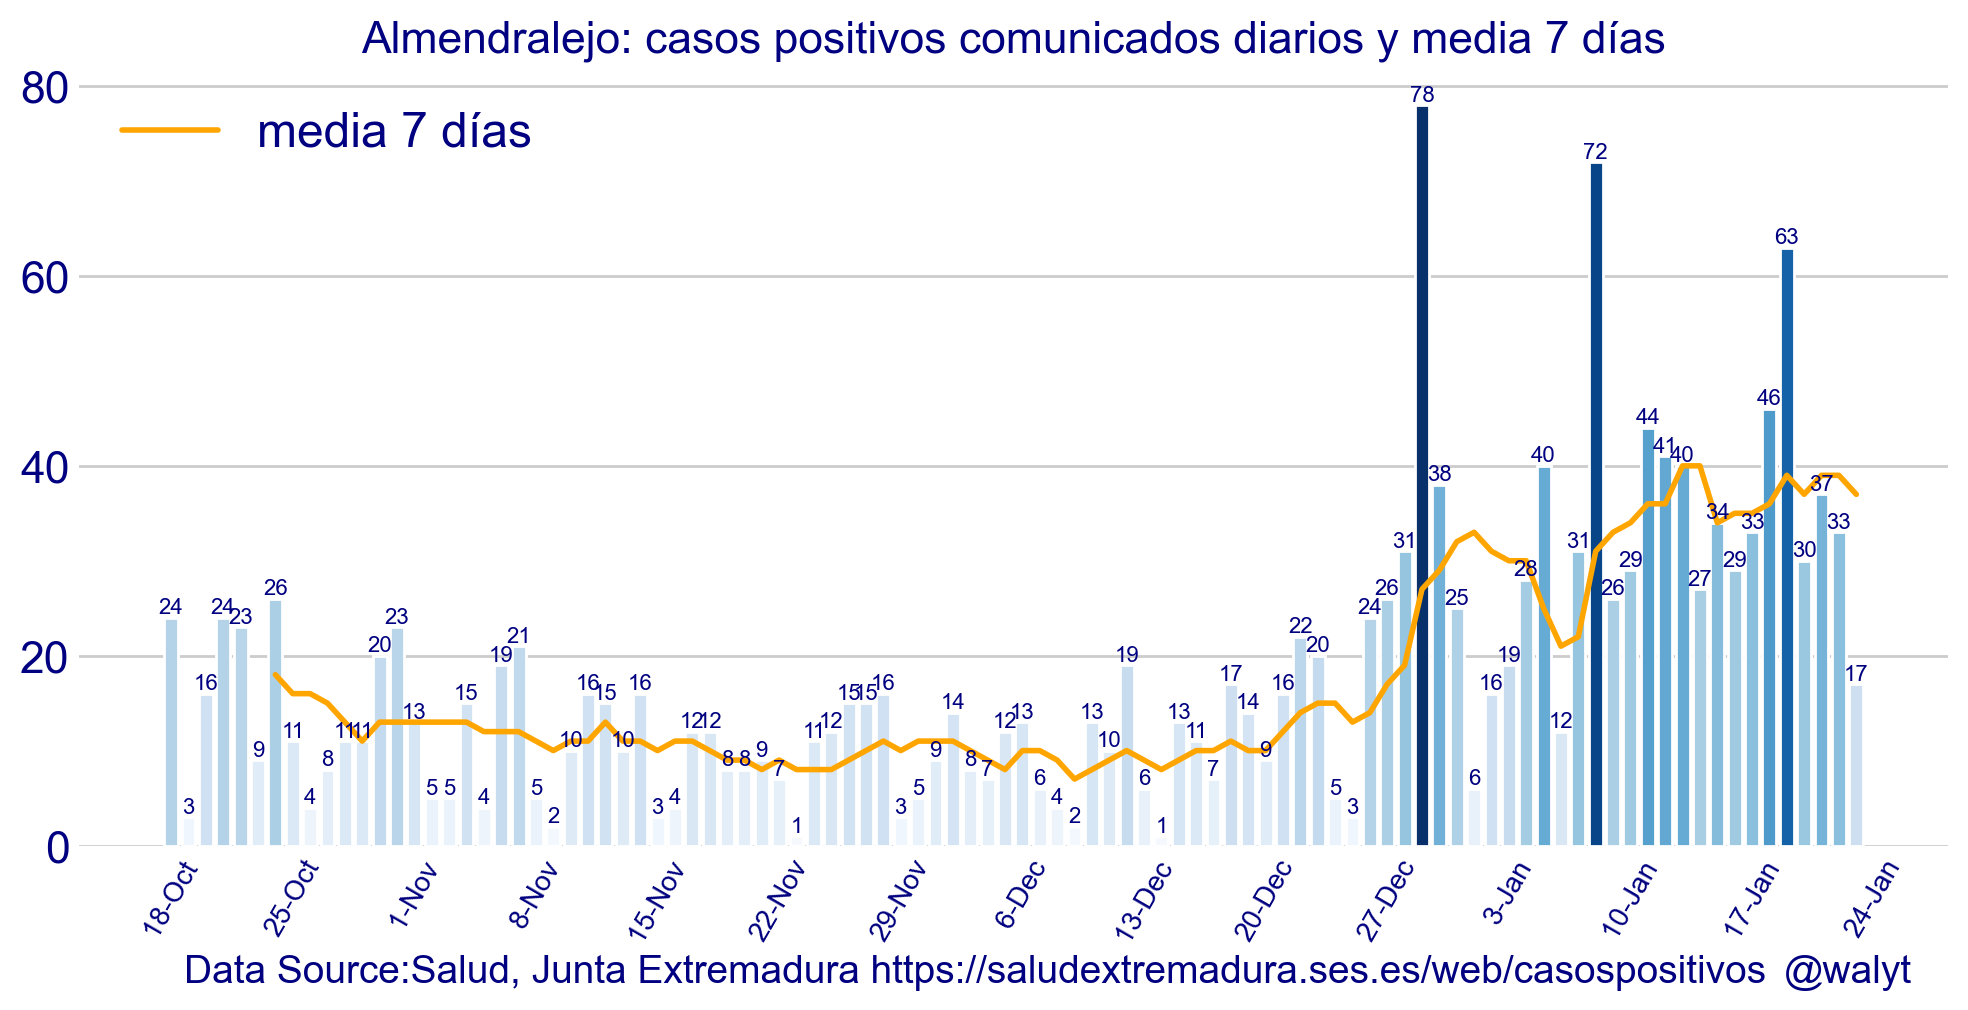 Almendralejo: casos positivos comunicados diarios y media 7 días
media 7 días
80
60
40
20
0
24 3 16 24 23 9 26 11 4 8 11 11 20 23 13 5 5 15 4 19 21 5 2 10 16 15 10 16 3 4 12 12 8 8 9 7 1 11 12 15 15 16 3 5 9 14 8 7 12 13 6 4 2 13 10 19 6 1 13 11 7 17 14 9 16 22 20 5 3 24 26 31 78 38 25 6 16 19 28 40 12 31 72 26 29 44 41 40 27 34 29 33 46 63 30 37 33 17
18-Oct 25-Oct 1-Nov 8-Nov 15-Nov 22-Nov 29-Nov 6-Dec 13-Dec 20-Dec 27-Dec 3-Jan 10-Jan 17-Jan 24-Jan
Data Source:Salud, Junta Extremadura https://saludextremadura.ses.es/web/casospositivos @walyt